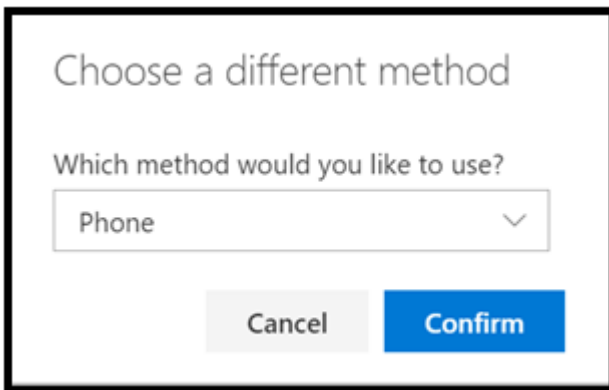 Choose a different method
Which method would you like to use?
Phone
Cancel Confirm